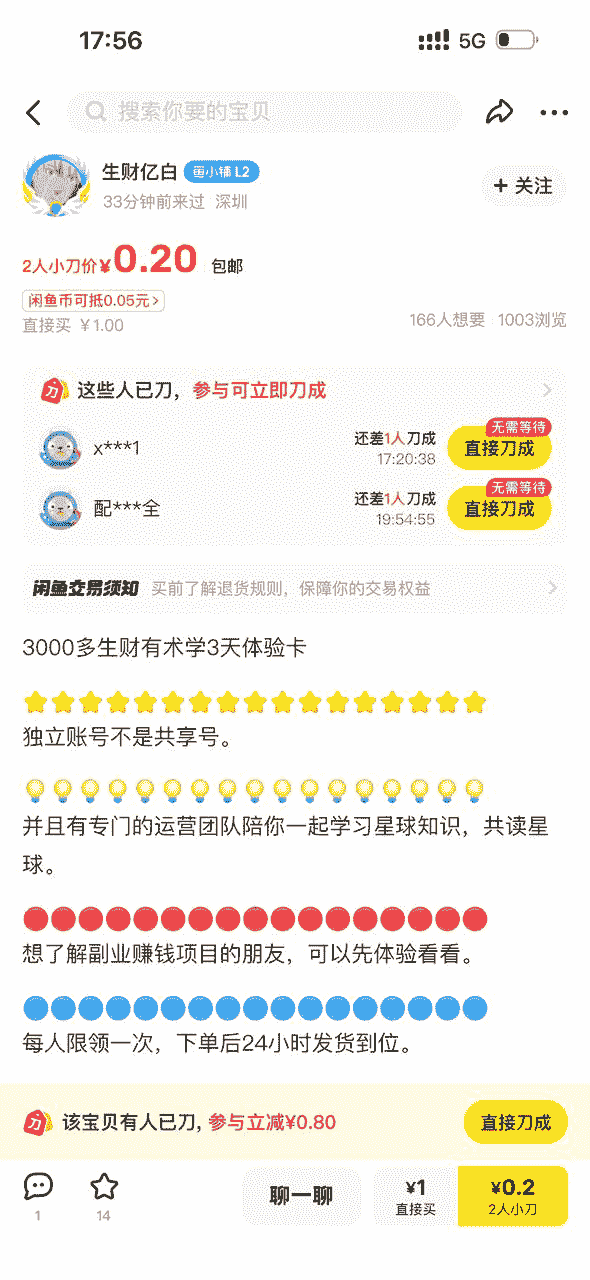 17:56
5G
搜索你要的宝贝
生财亿白 鱼小铺 L2
33分钟前来过 深圳
+ 关注
2人小刀价¥0.20 包邮
闲鱼币可抵0.05元>
直接买 ¥1.00
166人想要 1003浏览
刀 这些人已刀，参与可立即刀成
x***1
还差1人刀成
17:20:38
无需等待
直接刀成
配***全
还差1人刀成
19:54:55
无需等待
直接刀成
闲鱼交易须知 买前了解退货规则，保障你的交易权益
3000多生财有术学3天体验卡
独立账号不是共享号。
并且有专门的运营团队陪你一起学习星球知识，共读星
球。
想了解副业赚钱项目的朋友，可以先体验看看。
每人限领一次，下单后24小时发货到位。
刀 该宝贝有人已刀, 参与立减¥0.80
直接刀成
1
14
聊一聊
¥1
直接买
¥0.2
2人小刀